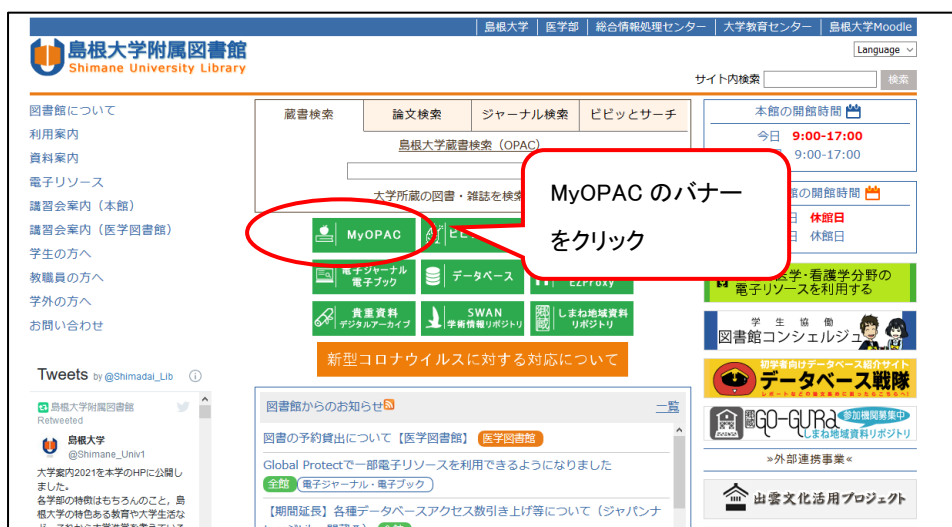 島根大学 医学部 総合情報処理センター 大学教育センター 島根大学Moodle
島根大学附属図書館
Shimane University Library
Language
サイト内検索 検索
図書館について
利用案内
資料案内
電子リソース
講習会案内（本館）
講習会案内（医学図書館）
学生の方へ
教職員の方へ
学外の方へ
お問い合わせ
蔵書検索 論文検索 ジャーナル検索 ビビッとサーチ
島根大学蔵書検索（OPAC）
大学所蔵の図書・雑誌を検索
MyOPAC のバナー
をクリック
MyOPAC
電子ジャーナル
電子ブック
データベース
EZProxy
貴重資料
デジタルアーカイブ
SWAN
学術情報リポジトリ
しまね地域資料
リポジトリ
新型コロナウイルスに対する対応について
本館の開館時間
今日 9:00-17:00
9:00-17:00
の開館時間
日 休館日
日 休館日
医学・看護学分野の
電子リソースを利用する
学生協働
図書館コンシェルジュ
初学者向けデータベース紹介サイト
データベース戦隊
GO-GURa 参加機関募集中
しまね地域資料リポジトリ
»外部連携事業«
出雲文化活用プロジェクト
Tweets by @Shimadai_Lib
島根大学附属図書館
Retweeted
島根大学
@Shimane_Univ1
大学案内2021を本学のHPに公開し
ました。
各学部の特徴はもちろんのこと，島
根大学の特色ある教育や大学生活な
図書館からのお知らせ 一覧
図書の予約貸出について【医学図書館】 医学図書館
Global Protectで一部電子リソースを利用できるようになりました
全館 電子ジャーナル・電子ブック
【期間延長】各種データベースアクセス数引き上げ等について（ジャパンナ